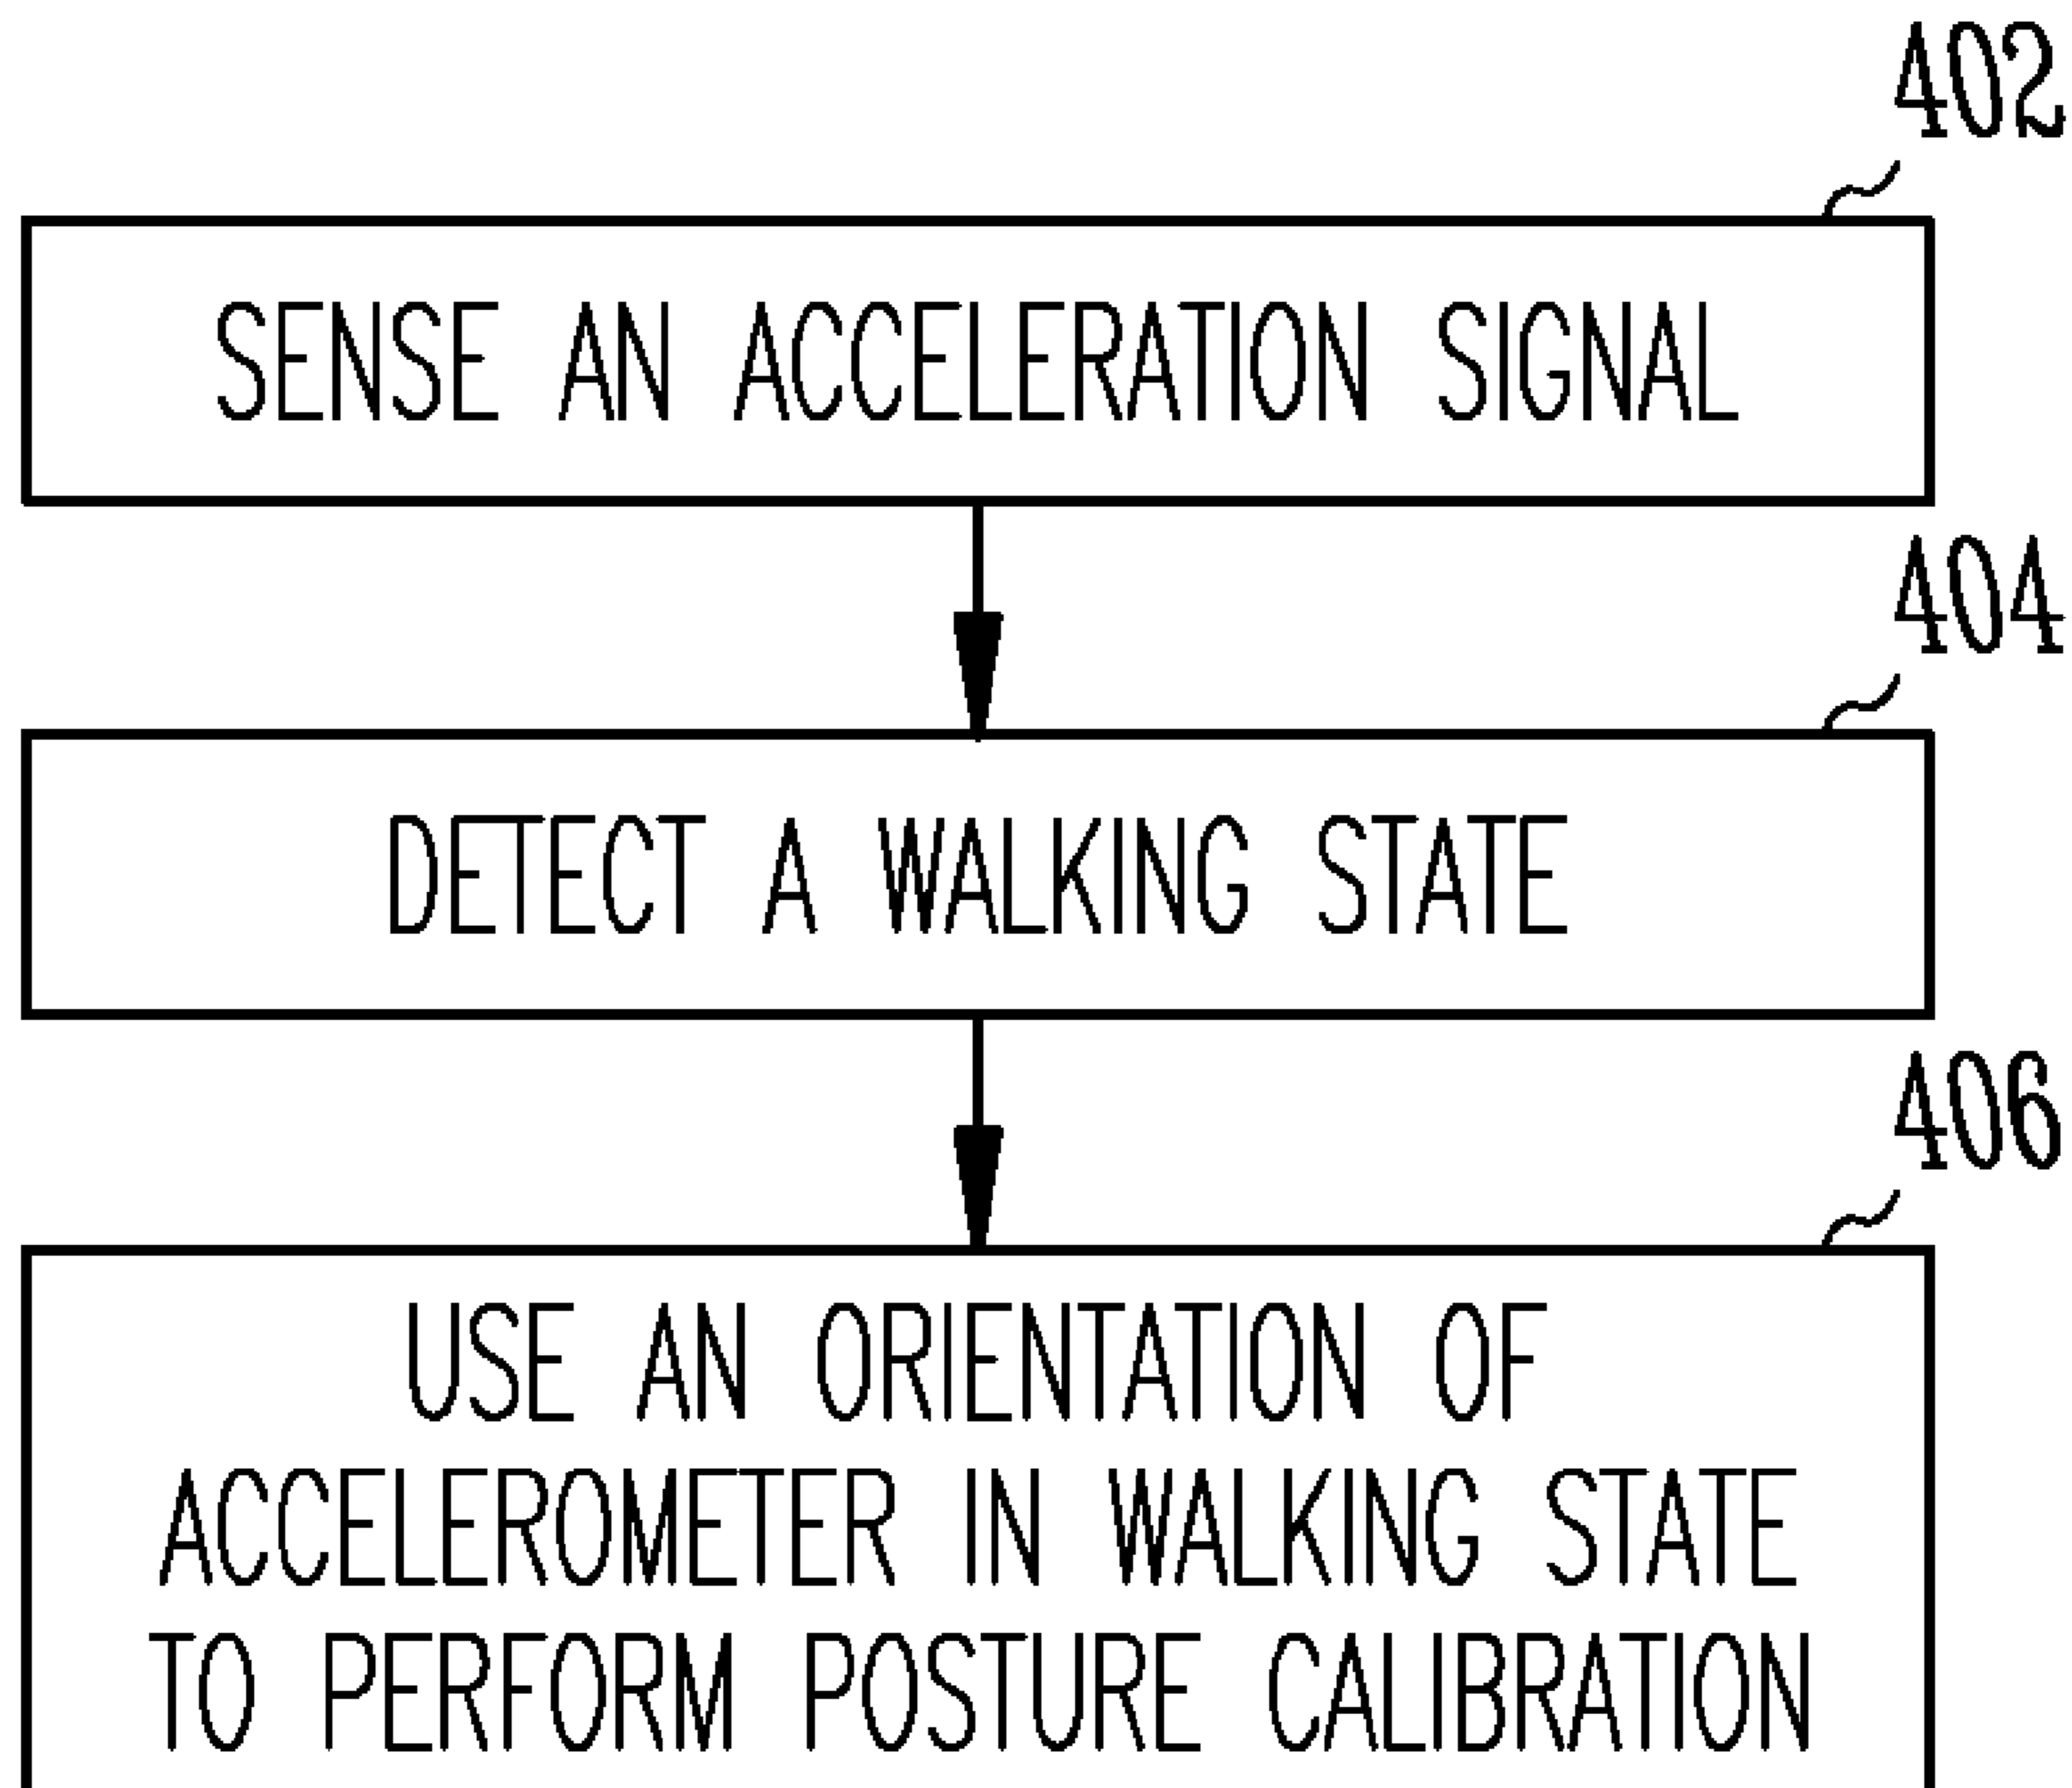 402
SENSE AN ACCELERATION SIGNAL
404
DETECT A WALKING STATE
406
USE AN ORIENTATION OF
ACCELEROMETER IN WALKING STATE
TO PERFORM POSTURE CALIBRATION